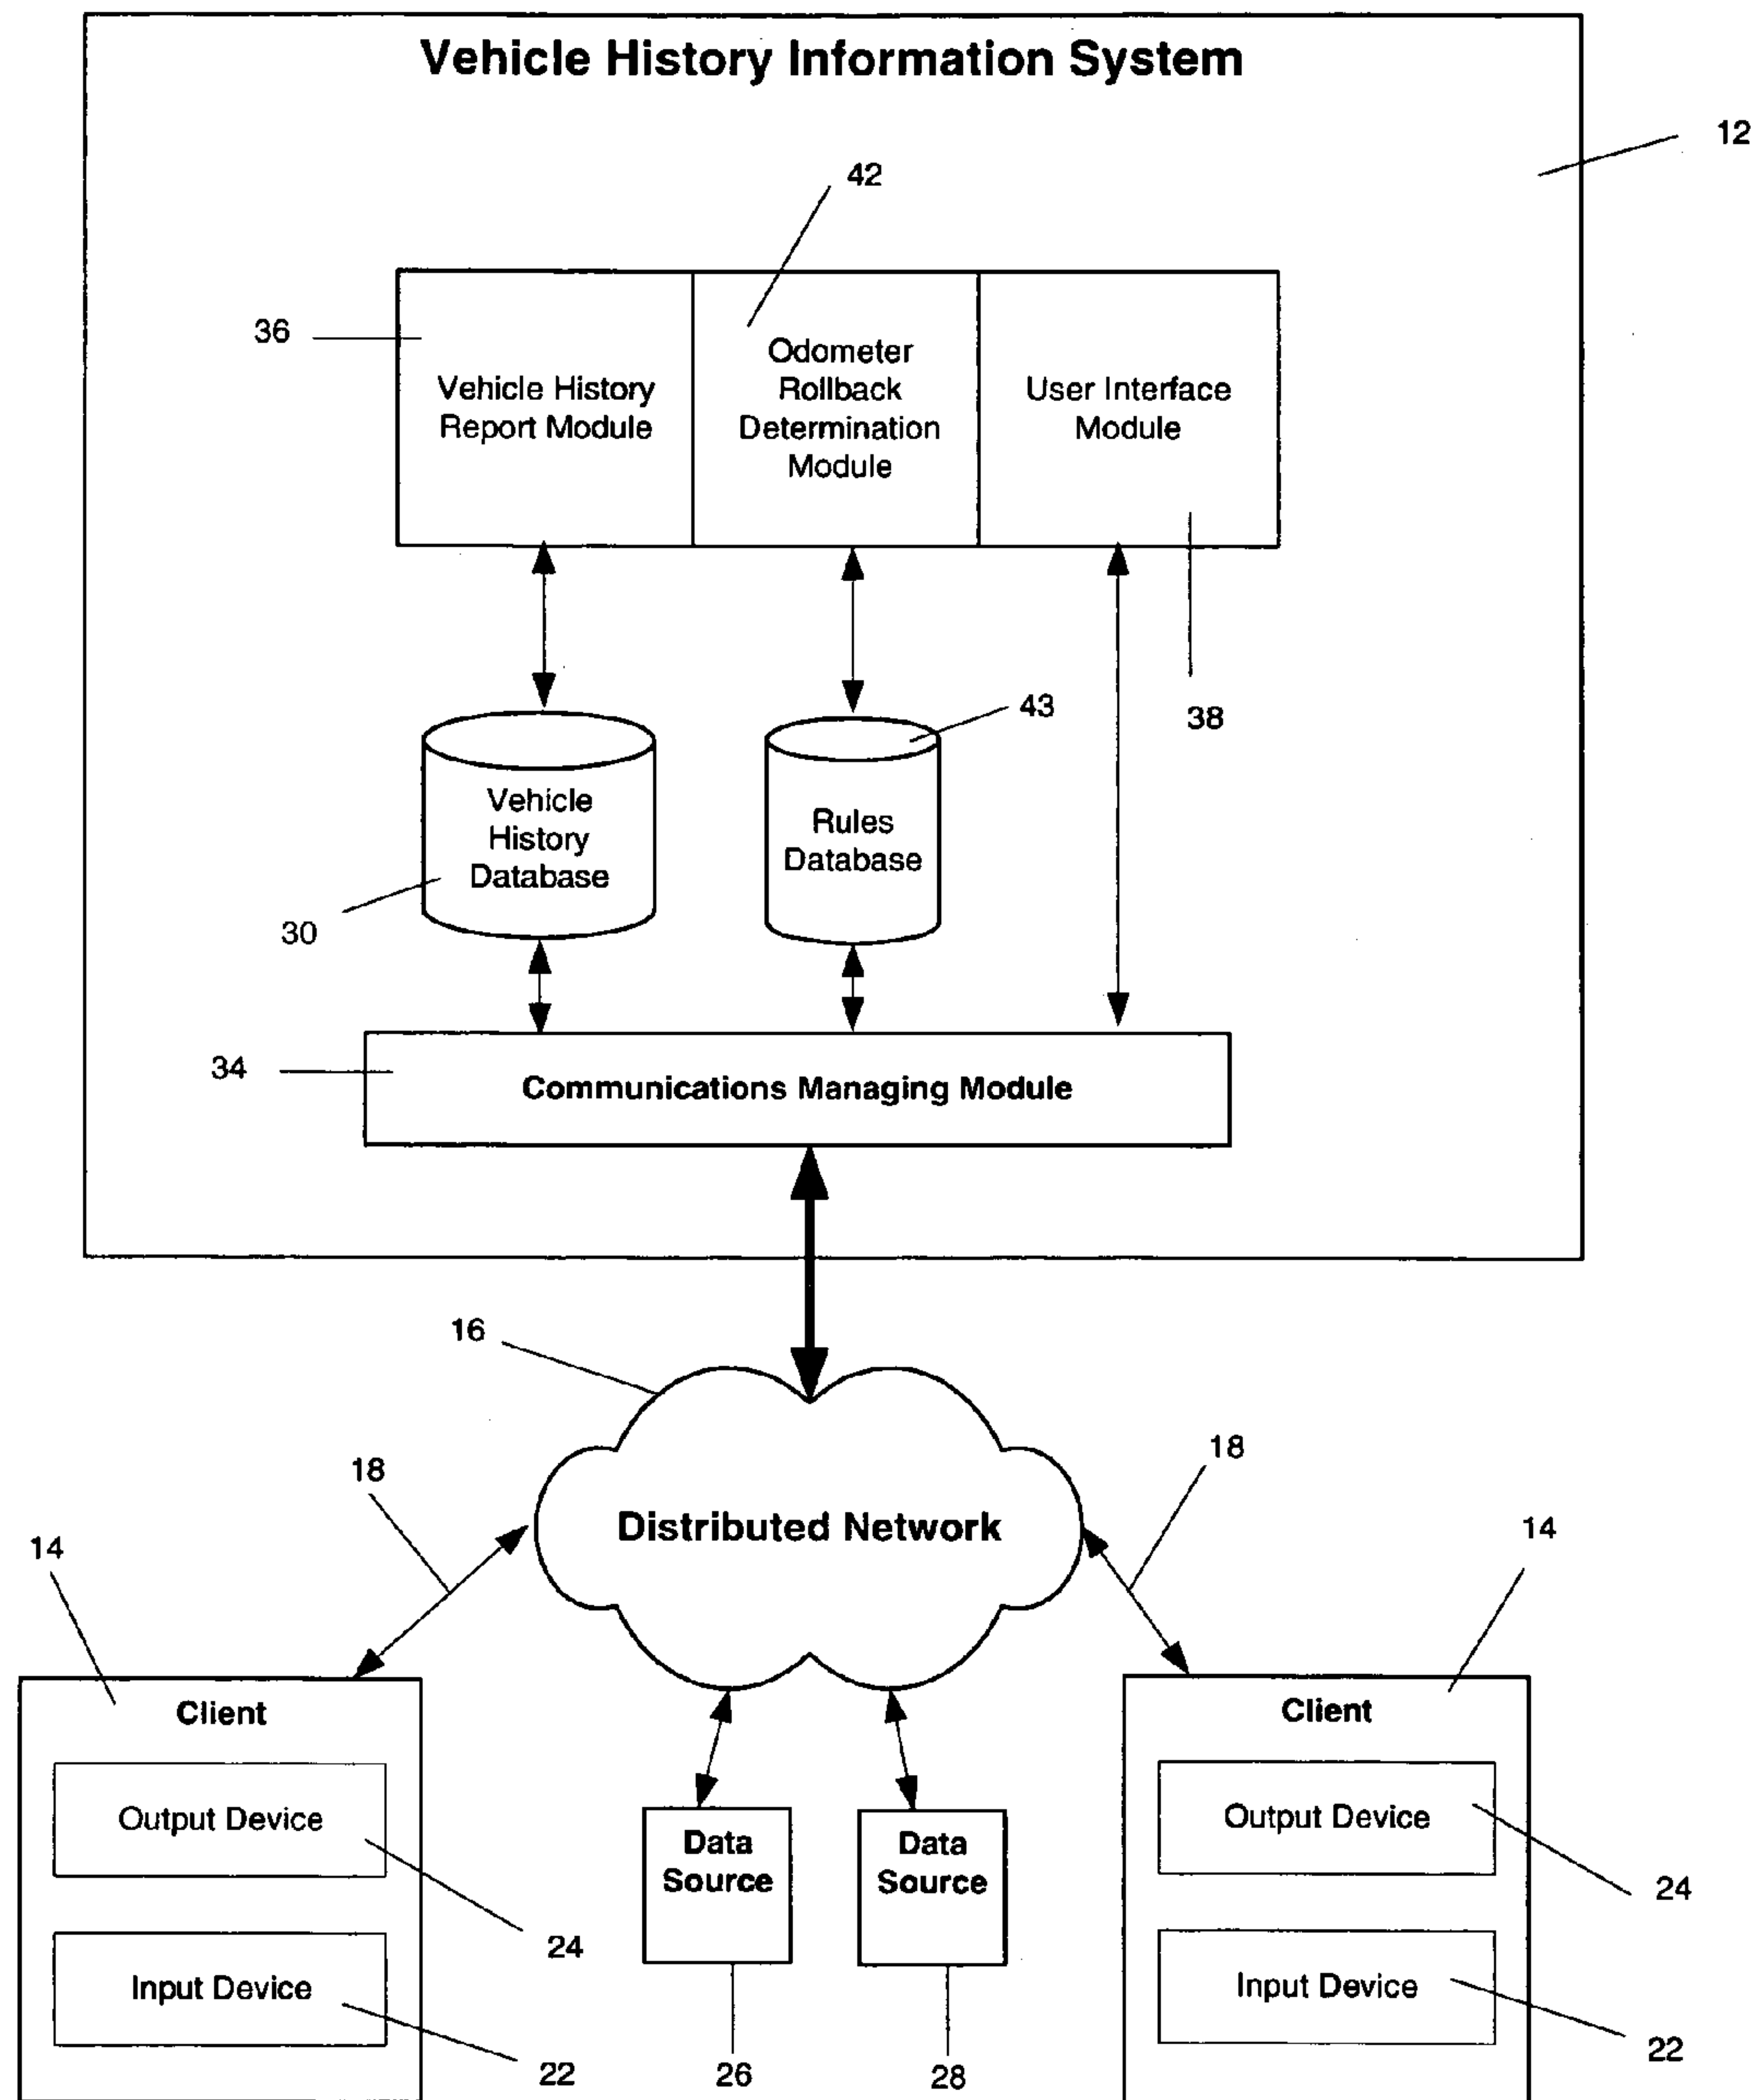 Vehicle History Information System
12
42
36
Vehicle History
Report Module
Odometer
Rollback
Determination
Module
User Interface
Module
38
43
Vehicle
History
Database
30
Rules
Database
34
Communications Managing Module
16
Distributed Network
18
18
14
14
Client
Output Device
24
Input Device
22
Data
Source
26
Data
Source
28
Client
Output Device
24
Input Device
22